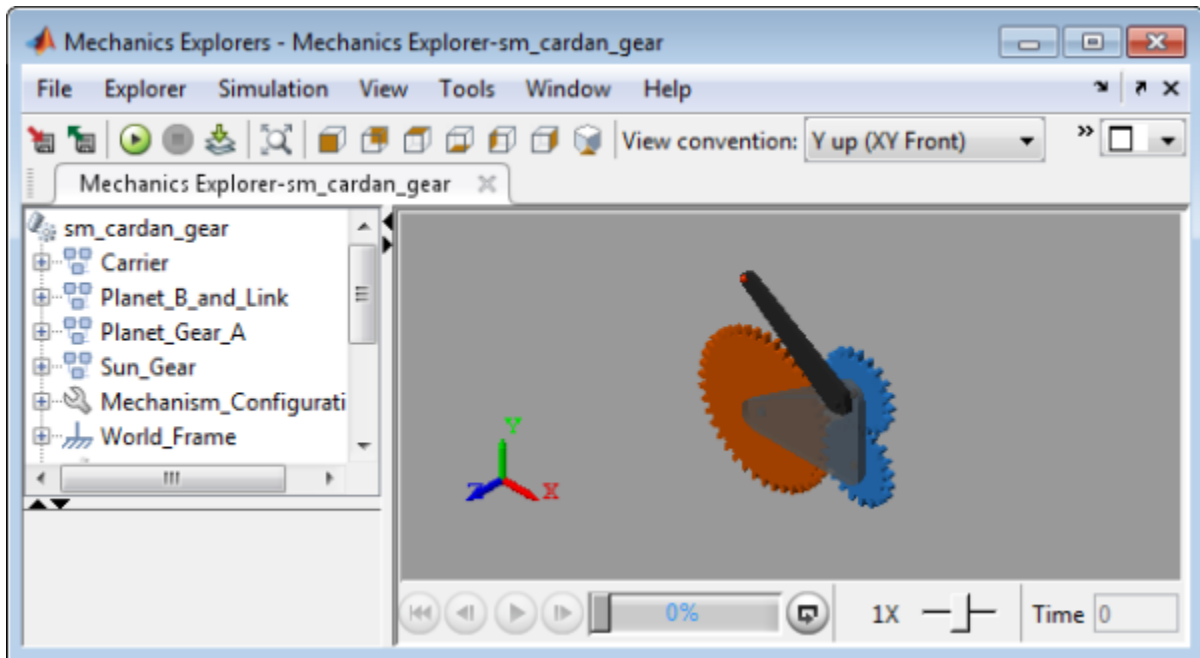 Mechanics Explorers - Mechanics Explorer-sm_cardan_gear
File Explorer Simulation View Tools Window Help
View convention: Y up (XY Front) »
Mechanics Explorer-sm_cardan_gear
sm_cardan_gear
Carrier
Planet_B_and_Link
Planet_Gear_A
Sun_Gear
Mechanism_Configurati
World_Frame
Y
Z X
0% 1X Time 0